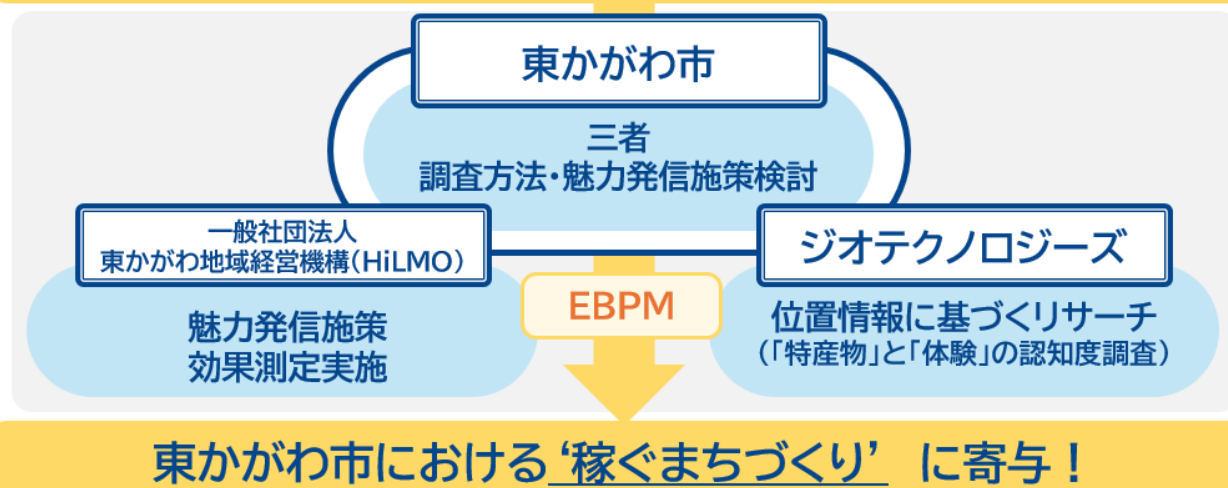 東かがわ市
三者
調査方法・魅力発信施策検討
一般社団法人
東かがわ地域経営機構(HiLMO)
ジオテクノロジーズ
EBPM
魅力発信施策
効果測定実施
位置情報に基づくリサーチ
(「特産物」と「体験」の認知度調査)
東かがわ市における‘稼ぐまちづくり’ に寄与!